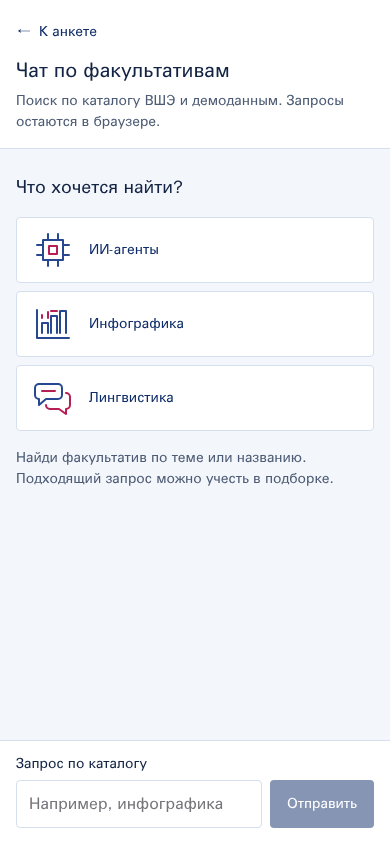 ← К анкете
Чат по факультативам
Поиск по каталогу ВШЭ и демоданным. Запросы
остаются в браузере.
Что хочется найти?
ИИ-агенты
Инфографика
Лингвистика
Найди факультатив по теме или названию.
Подходящий запрос можно учесть в подборке.
Запрос по каталогу
Например, инфографика
Отправить